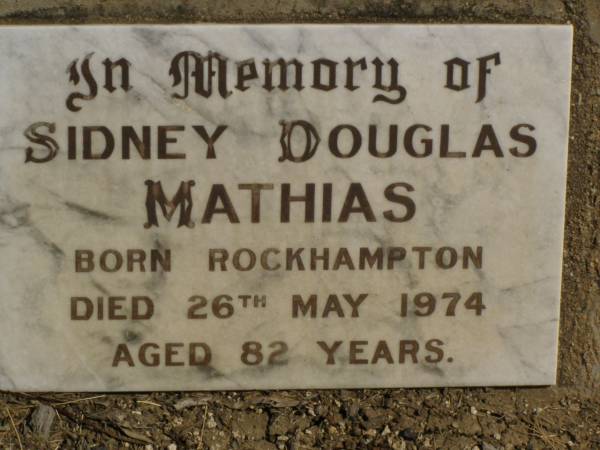 In Memory of
SIDNEY DOUGLAS
MATHIAS
BORN ROCKHAMPTON
DIED 26TH MAY 1974
AGED 82 YEARS.